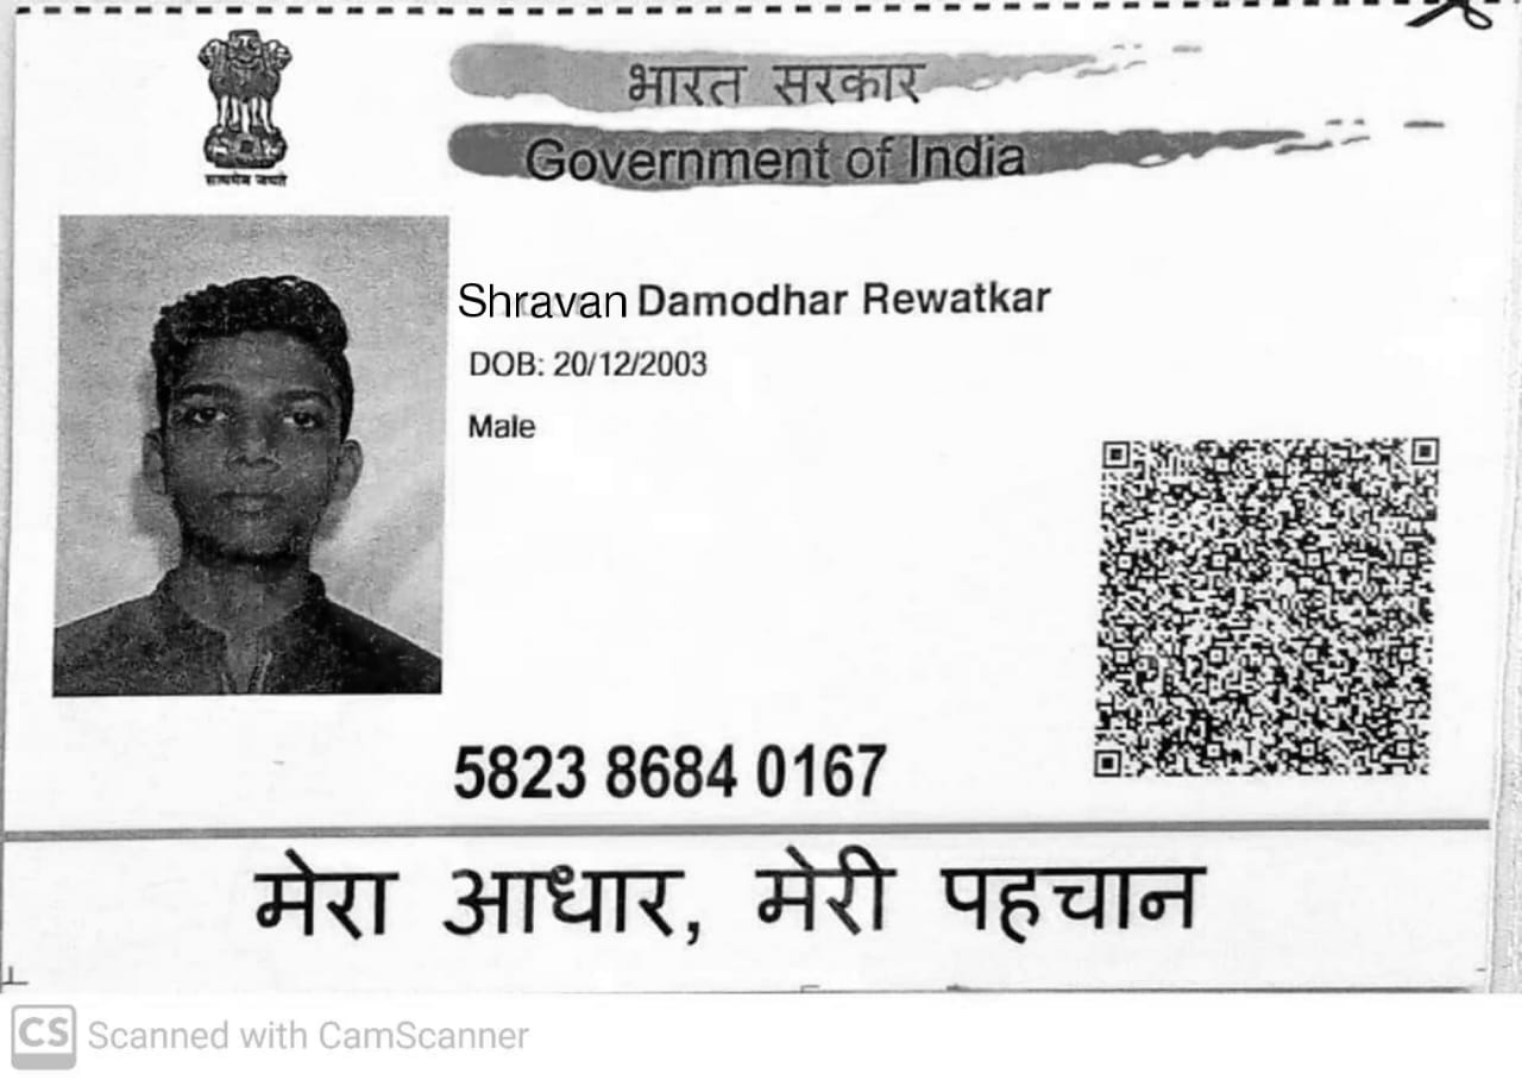 सत्यमेव जयते
भारत सरकार
Government of India
Shravan Damodhar Rewatkar
DOB: 20/12/2003
Male
5823 8684 0167
मेरा आधार, मेरी पहचान
CS Scanned with CamScanner